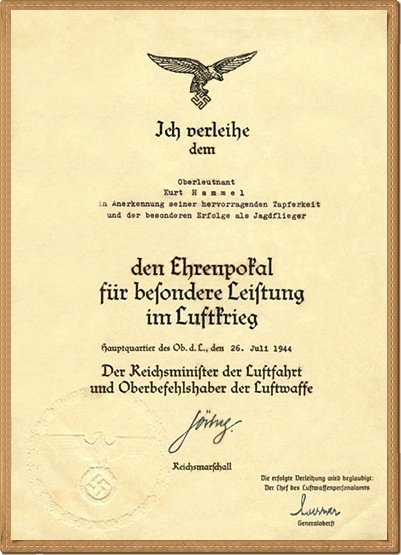 Ich verleihe
dem
Oberleutnant
Kurt Hammel
in Anerkennung seiner hervorragenden Tapferkeit
und der besonderen Erfolge als Jagdflieger
den Ehrenpokal
für besondere Leistung
im Luftkrieg
Hauptquartier des Ob. d. L., den 26. Juli 1944
Der Reichsminister der Luftfahrt
und Oberbefehlshaber der Luftwaffe
Göring.
Reichsmarschall
Die erfolgte Verleihung wird beglaubigt:
Der Chef des Luftwaffenpersonalamts
Generaloberst